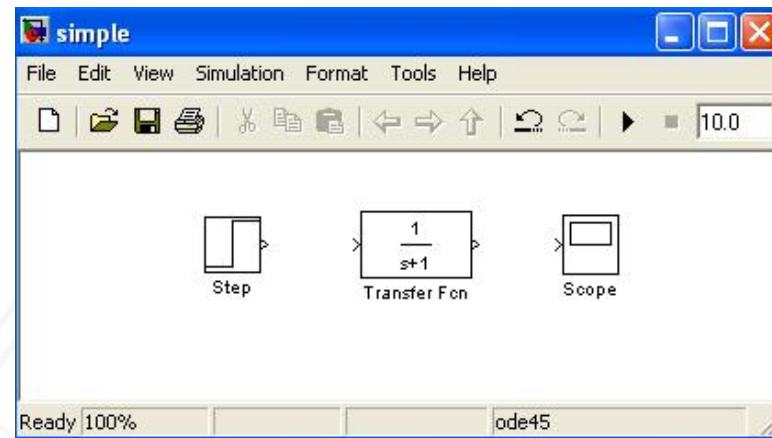 simple
File Edit View Simulation Format Tools Help
10.0
1
s+1
Step
Transfer Fcn
Scope
Ready 100% ode45